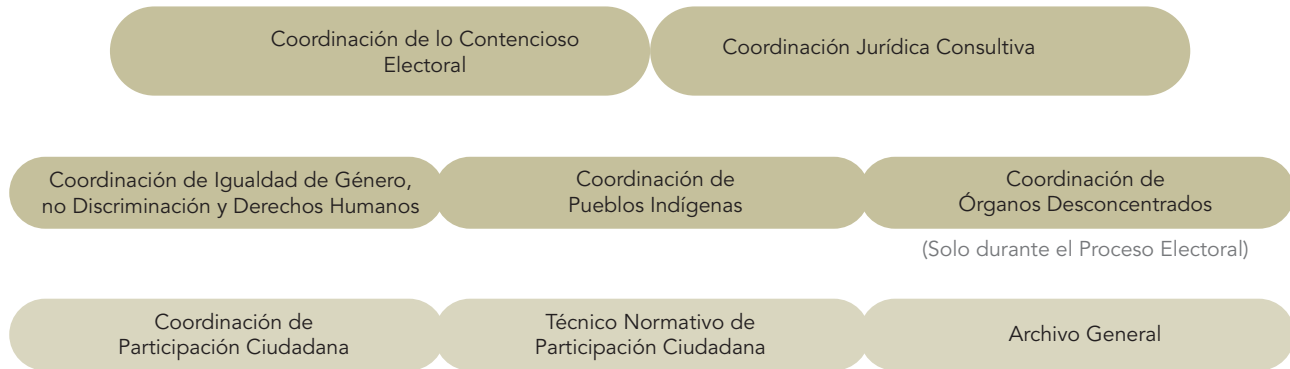 Coordinación de lo Contencioso
Electoral
Coordinación Jurídica Consultiva
Coordinación de Igualdad de Género,
no Discriminación y Derechos Humanos
Coordinación de
Pueblos Indígenas
Coordinación de
Órganos Desconcentrados
(Solo durante el Proceso Electoral)
Coordinación de
Participación Ciudadana
Técnico Normativo de
Participación Ciudadana
Archivo General